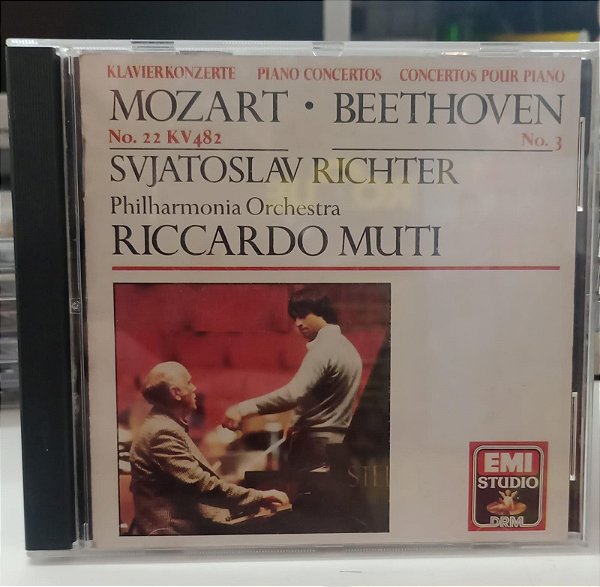 KLAVIERKONZERTE PIANO CONCERTOS CONCERTOS POUR PIANO
MOZART · BEETHOVEN
No. 22 KV482 No. 3
SVJATOSLAV RICHTER
Philharmonia Orchestra
RICCARDO MUTI
STEI
EMI
STUDIO
DRM